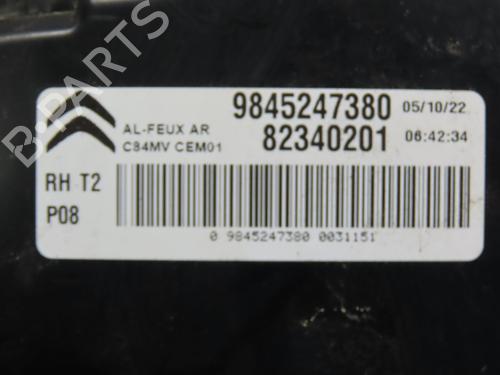 B-PARTS
9845247380 05/10/22
AL-FEUX AR 82340201 06:42:34
C84MV CEM01
RH T2
P08
0 9845247380 0031151